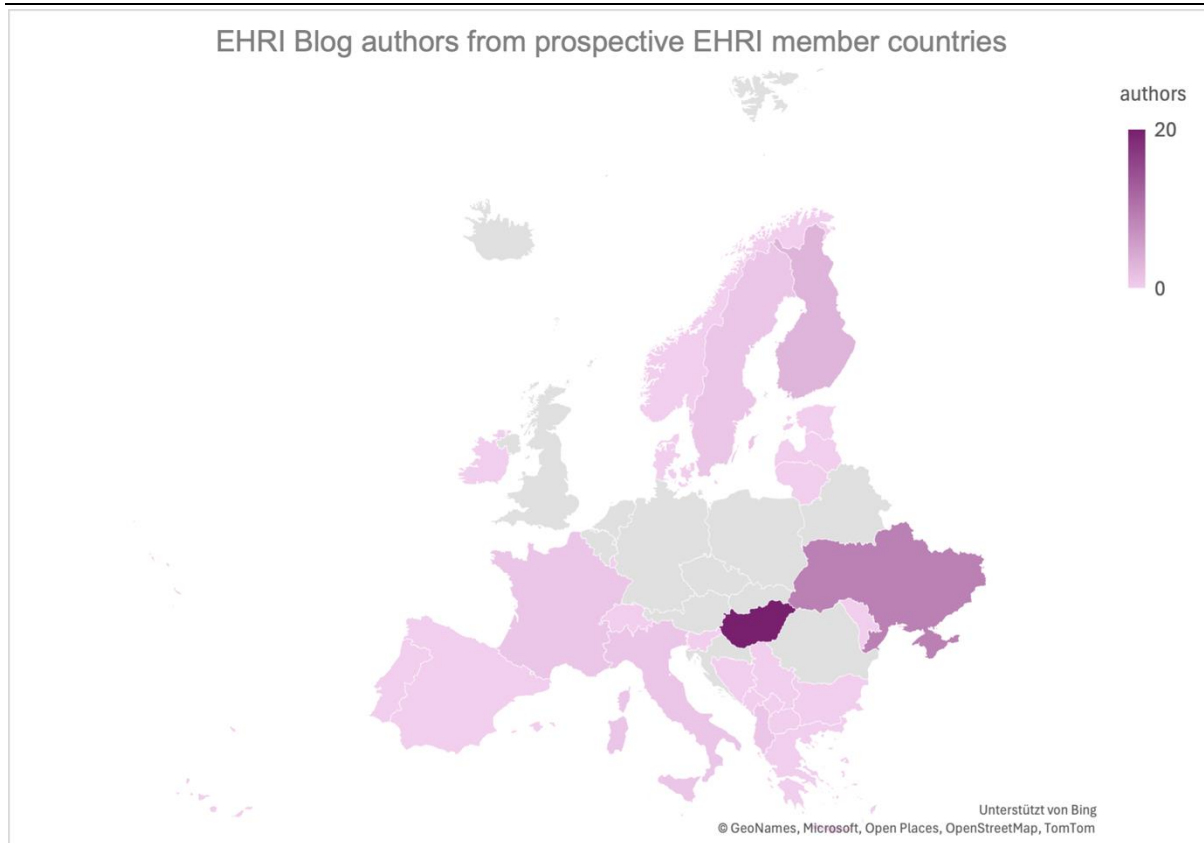 EHRI Blog authors from prospective EHRI member countries
authors
20
0
Unterstützt von Bing
© GeoNames, Microsoft, Open Places, OpenStreetMap, TomTom